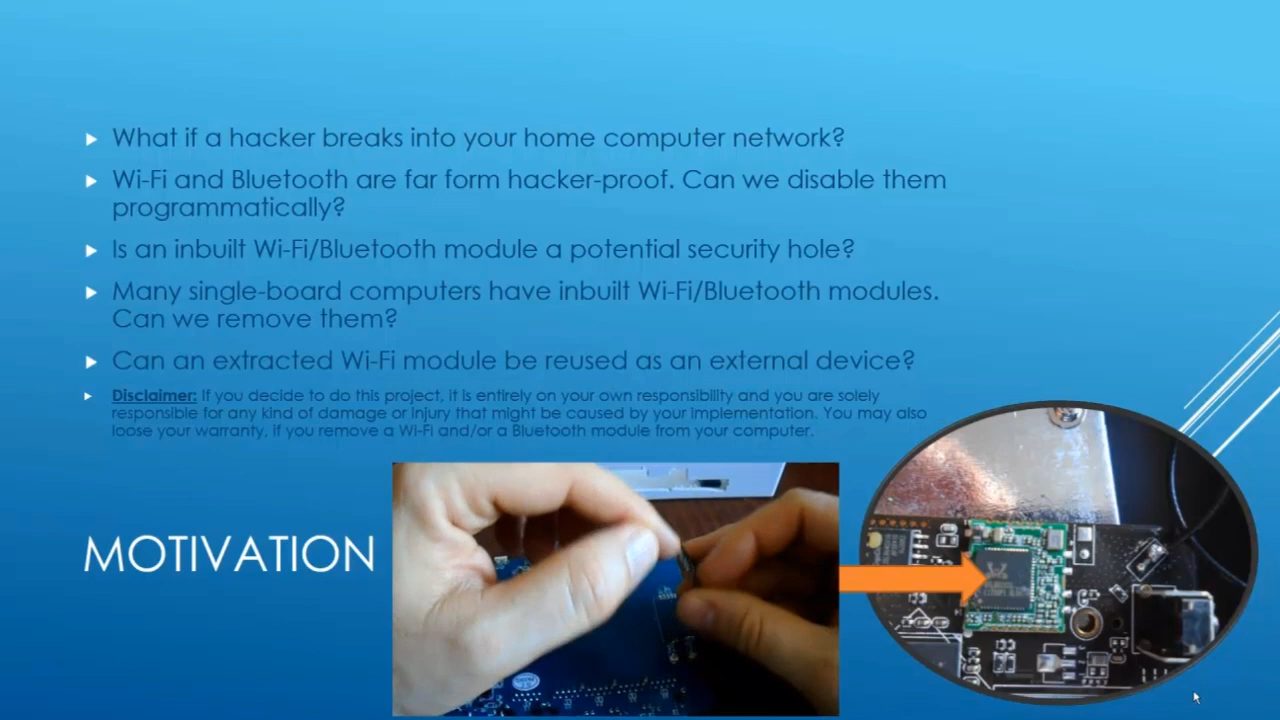 What if a hacker breaks into your home computer network?
Wi-Fi and Bluetooth are far form hacker-proof. Can we disable them
programmatically?
Is an inbuilt Wi-Fi/Bluetooth module a potential security hole?
Many single-board computers have inbuilt Wi-Fi/Bluetooth modules.
Can we remove them?
Can an extracted Wi-Fi module be reused as an external device?
Disclaimer: If you decide to do this project, it is entirely on your own responsibility and you are solely
responsible for any kind of damage or injury that might be caused by your implementation. You may also
loose your warranty, if you remove a Wi-Fi and/or a Bluetooth module from your computer.
MOTIVATION